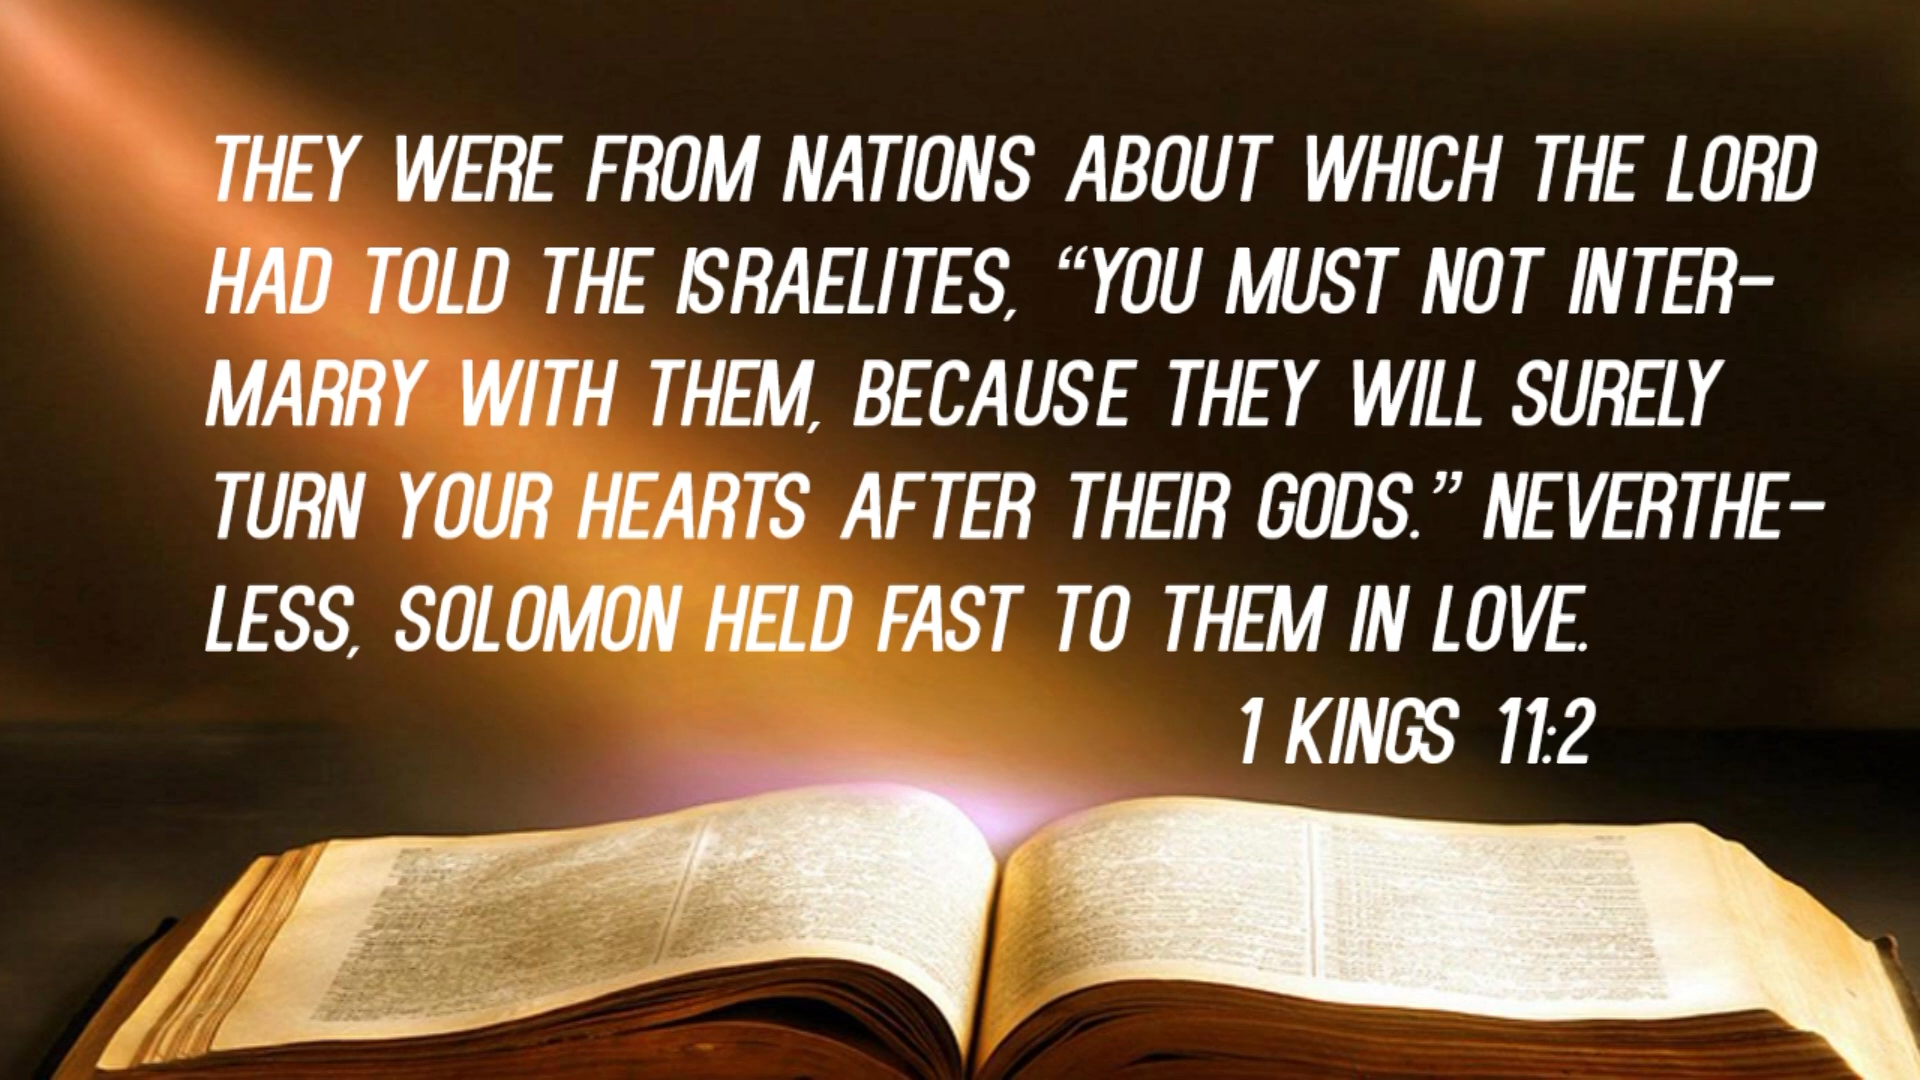 THEY WERE FROM NATIONS ABOUT WHICH THE LORD
HAD TOLD THE ISRAELITES, “YOU MUST NOT INTER-
MARRY WITH THEM, BECAUSE THEY WILL SURELY
TURN YOUR HEARTS AFTER THEIR GODS.” NEVERTHE-
LESS, SOLOMON HELD FAST TO THEM IN LOVE.
1 KINGS 11:2